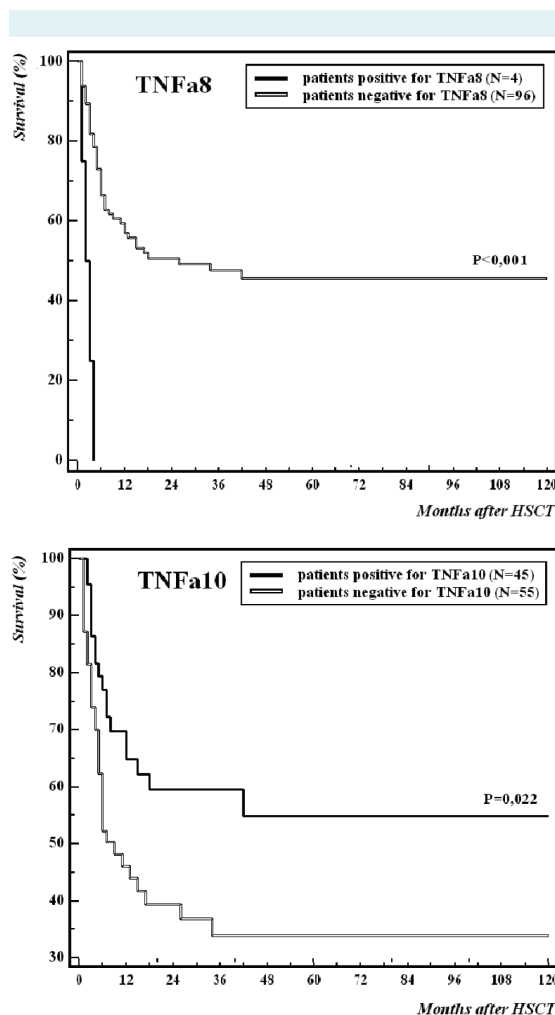 Survival (%)
TNFa8
patients positive for TNFa8 (N=4)
patients negative for TNFa8 (N=96)
100
80
60
40
20
0
P<0,001
0 12 24 36 48 60 72 84 96 108 120
Months after HSCT
Survival (%)
TNFa10
patients positive for TNFa10 (N=45)
patients negative for TNFa10 (N=55)
100
90
80
70
60
50
40
30
P=0,022
0 12 24 36 48 60 72 84 96 108 120
Months after HSCT